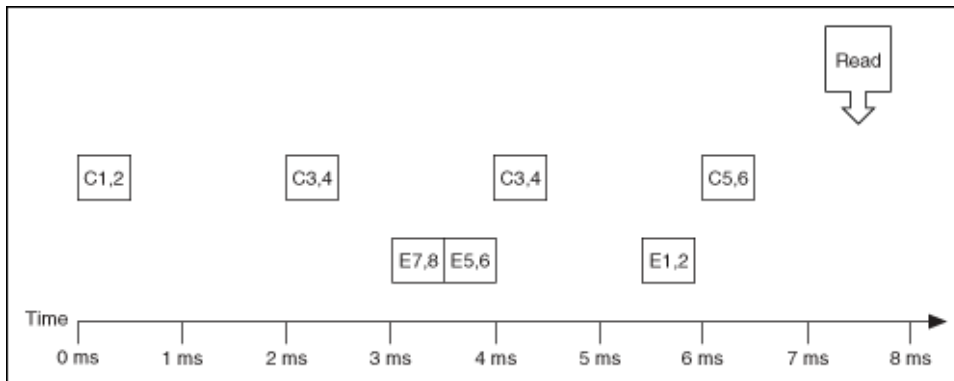 Read
C1,2 C3,4 C3,4 C5,6
E7,8 E5,6 E1,2
Time
0 ms 1 ms 2 ms 3 ms 4 ms 5 ms 6 ms 7 ms 8 ms